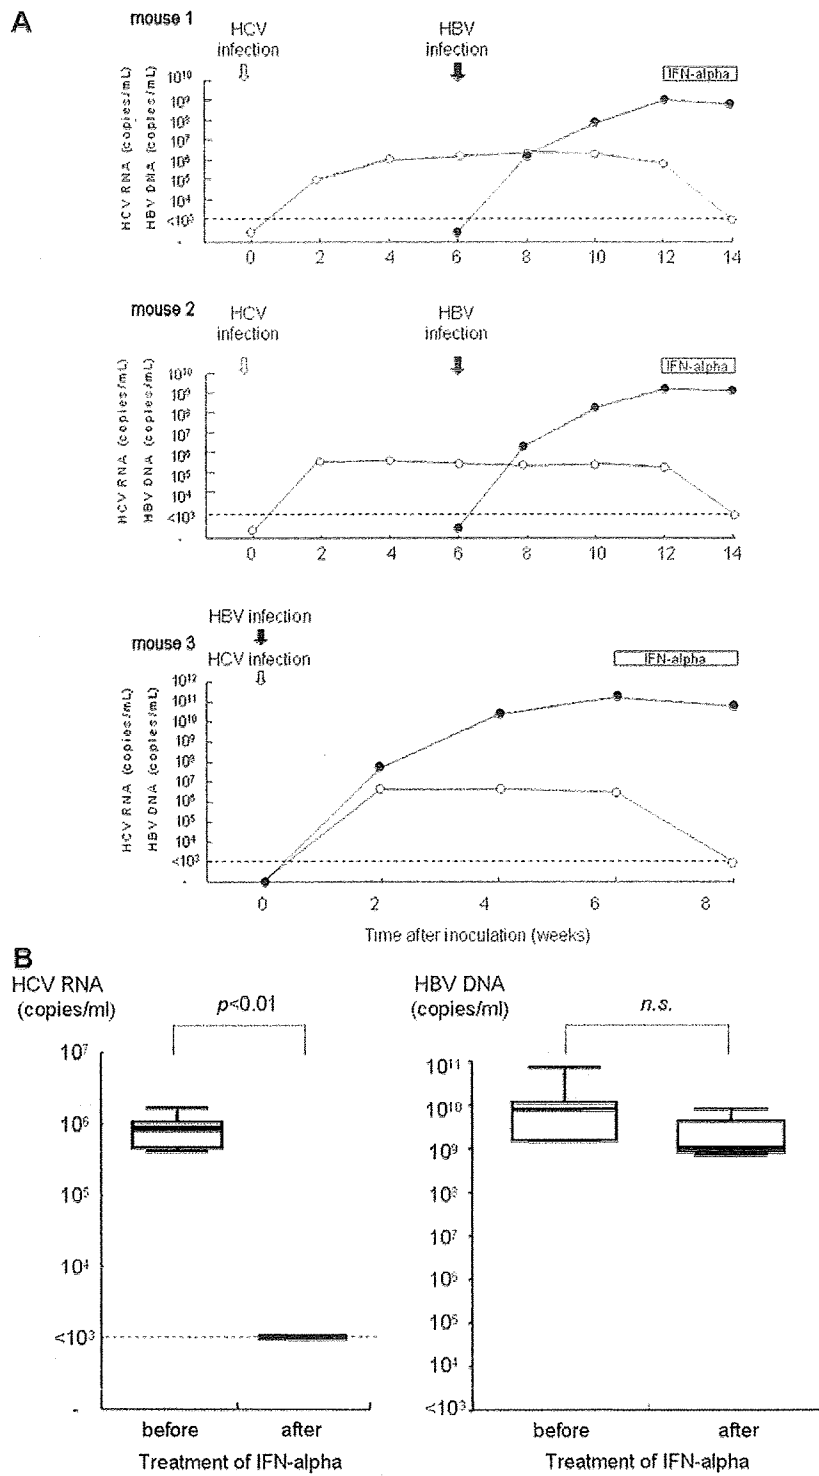 A
mouse 1
HCV infection
HBV infection
IFN-alpha
HCV RNA (copies/mL)
HBV DNA (copies/mL)
10¹⁰
10⁹
10⁸
10⁷
10⁶
10⁵
10⁴
<10³
-
0 2 4 6 8 10 12 14
mouse 2
HCV infection
HBV infection
IFN-alpha
HCV RNA (copies/mL)
HBV DNA (copies/mL)
10¹⁰
10⁹
10⁸
10⁷
10⁶
10⁵
10⁴
<10³
-
0 2 4 6 8 10 12 14
HBV infection
mouse 3
HCV infection
IFN-alpha
HCV RNA (copies/mL)
HBV DNA (copies/mL)
10¹²
10¹¹
10¹⁰
10⁹
10⁸
10⁷
10⁶
10⁵
10⁴
<10³
-
0 2 4 6 8
Time after inoculation (weeks)
B
HCV RNA
(copies/ml)
p<0.01
10⁷
10⁶
10⁵
10⁴
<10³
-
before after
Treatment of IFN-alpha
HBV DNA
(copies/ml)
n.s.
10¹¹
10¹⁰
10⁹
10⁸
10⁷
10⁶
10⁵
10⁴
<10³
before after
Treatment of IFN-alpha